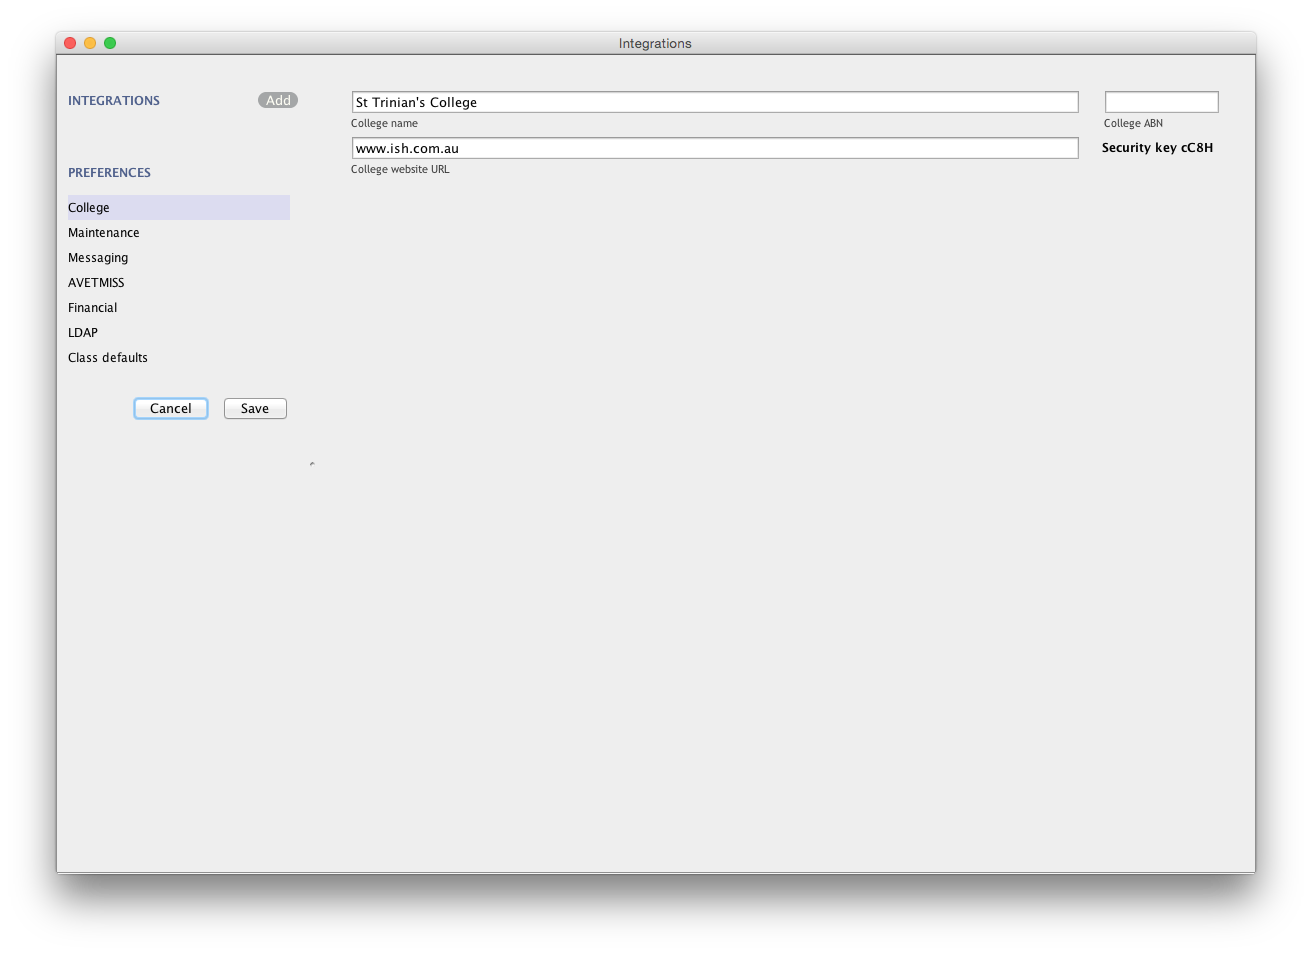 Integrations
INTEGRATIONS
Add
St Trinian's College
College name
College ABN
www.ish.com.au
Security key cC8H
College website URL
PREFERENCES
College
Maintenance
Messaging
AVETMISS
Financial
LDAP
Class defaults
Cancel
Save